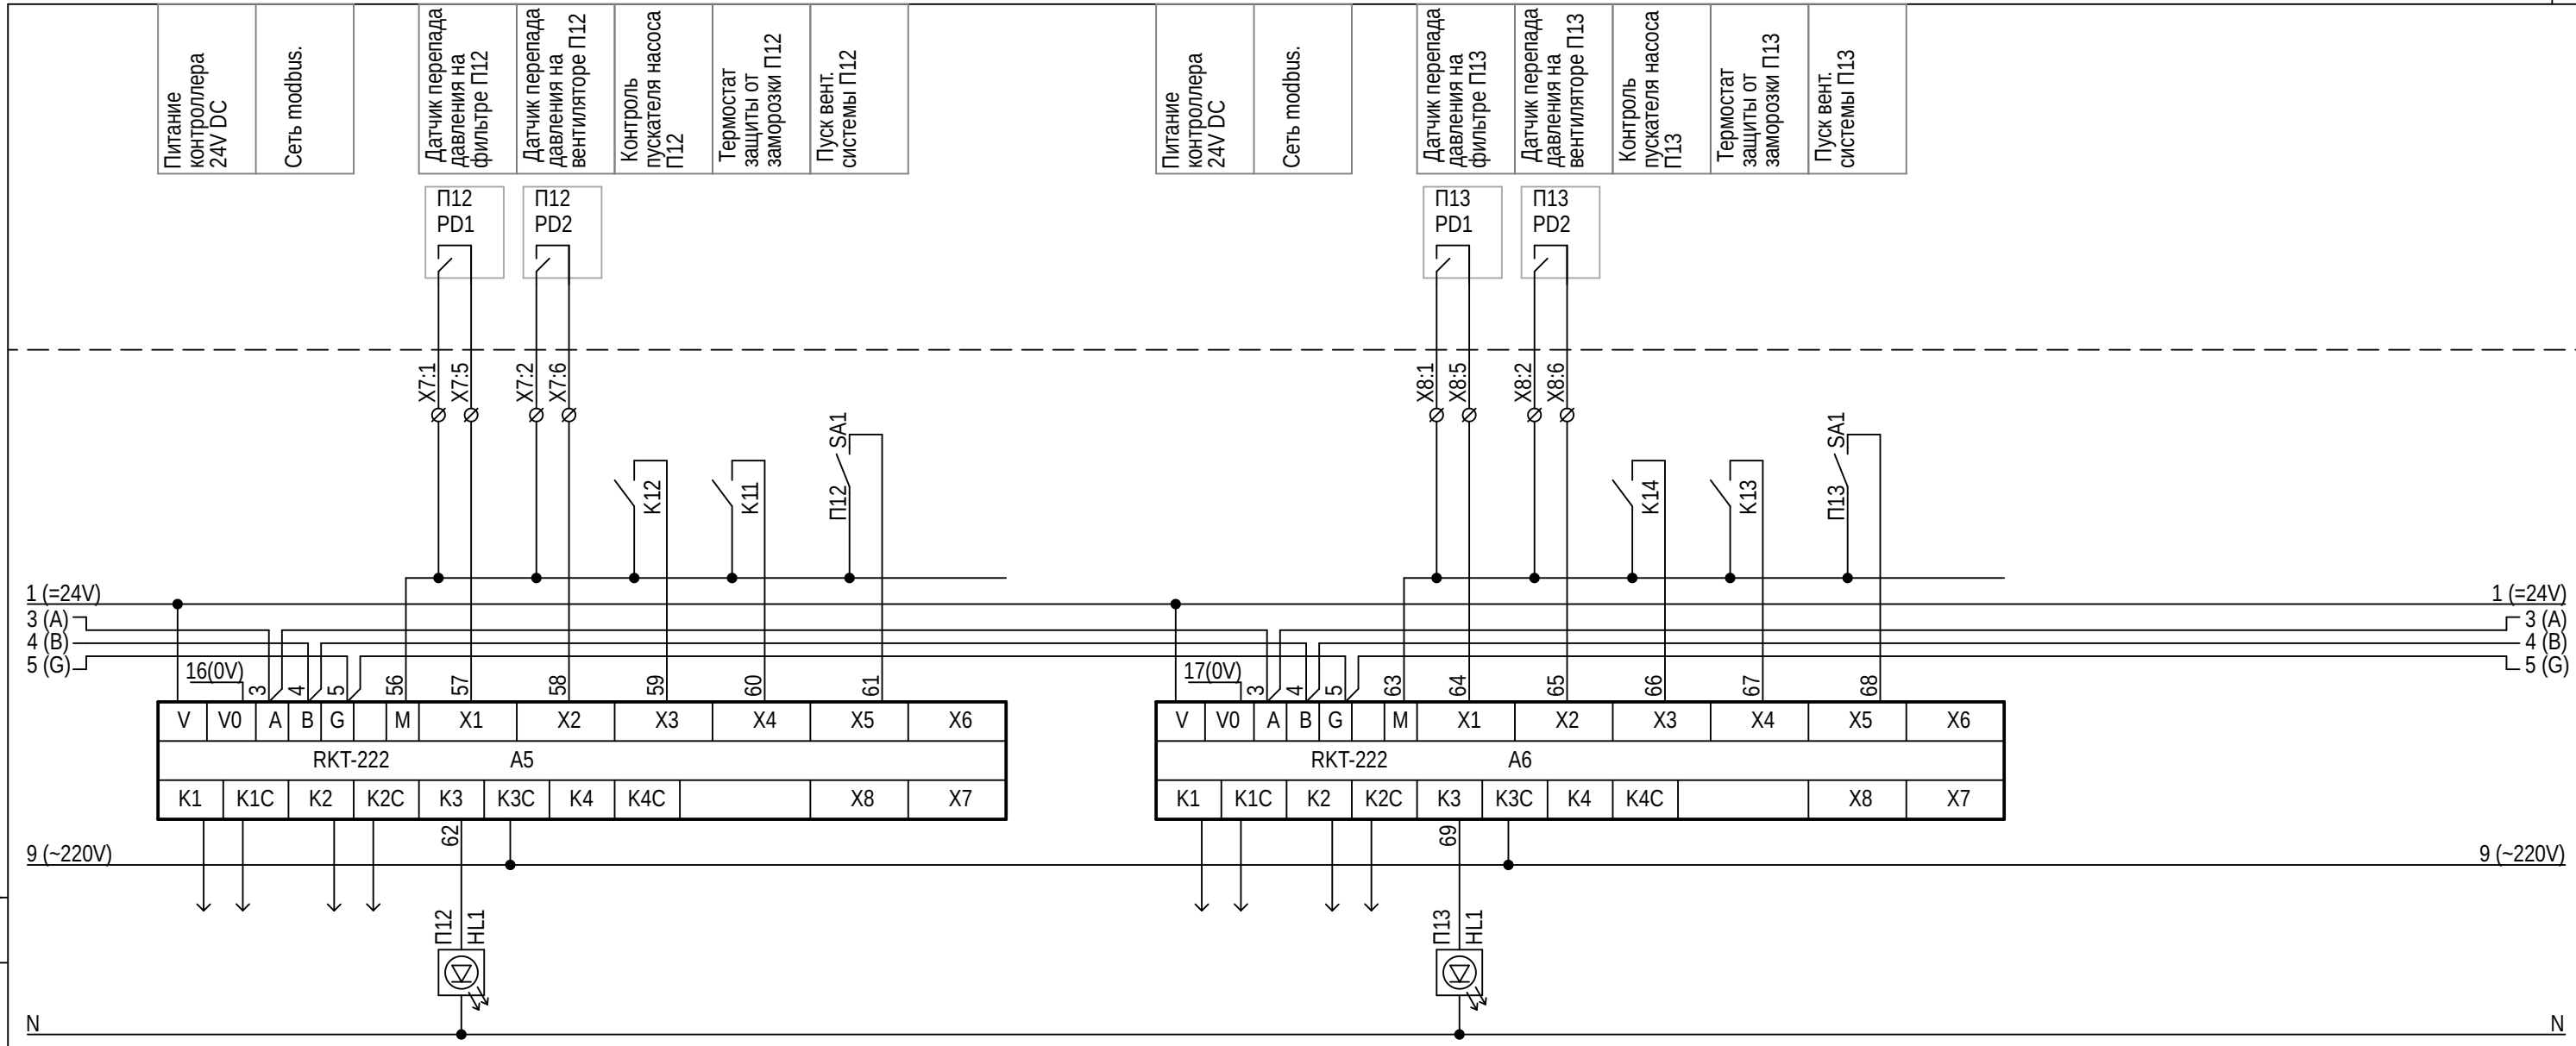 Питание
контроллера
24V DC
Сеть modbus.
Датчик перепада
давления на
фильтре П12
Датчик перепада
давления на
вентиляторе П12
Контроль
пускателя насоса
П12
Термостат
защиты от
заморозки П12
Пуск вент.
системы П12
Питание
контроллера
24V DC
Сеть modbus.
Датчик перепада
давления на
фильтре П13
Датчик перепада
давления на
вентиляторе П13
Контроль
пускателя насоса
П13
Термостат
защиты от
заморозки П13
Пуск вент.
системы П13
П12
PD1
П12
PD2
П13
PD1
П13
PD2
X7:1
X7:5
X7:2
X7:6
X8:1
X8:5
X8:2
X8:6
K12
K11
П12
SA1
K14
K13
П13
SA1
1 (=24V)
3 (A)
4 (B)
5 (G)
1 (=24V)
3 (A)
4 (B)
5 (G)
16(0V)
3
4
5
56
57
58
59
60
61
17(0V)
3
4
5
63
64
65
66
67
68
V V0 A B G M X1 X2 X3 X4 X5 X6
RKT-222 A5
K1 K1C K2 K2C K3 K3C K4 K4C X8 X7
V V0 A B G M X1 X2 X3 X4 X5 X6
RKT-222 A6
K1 K1C K2 K2C K3 K3C K4 K4C X8 X7
62
69
9 (~220V)
9 (~220V)
П12
HL1
П13
HL1
N
N